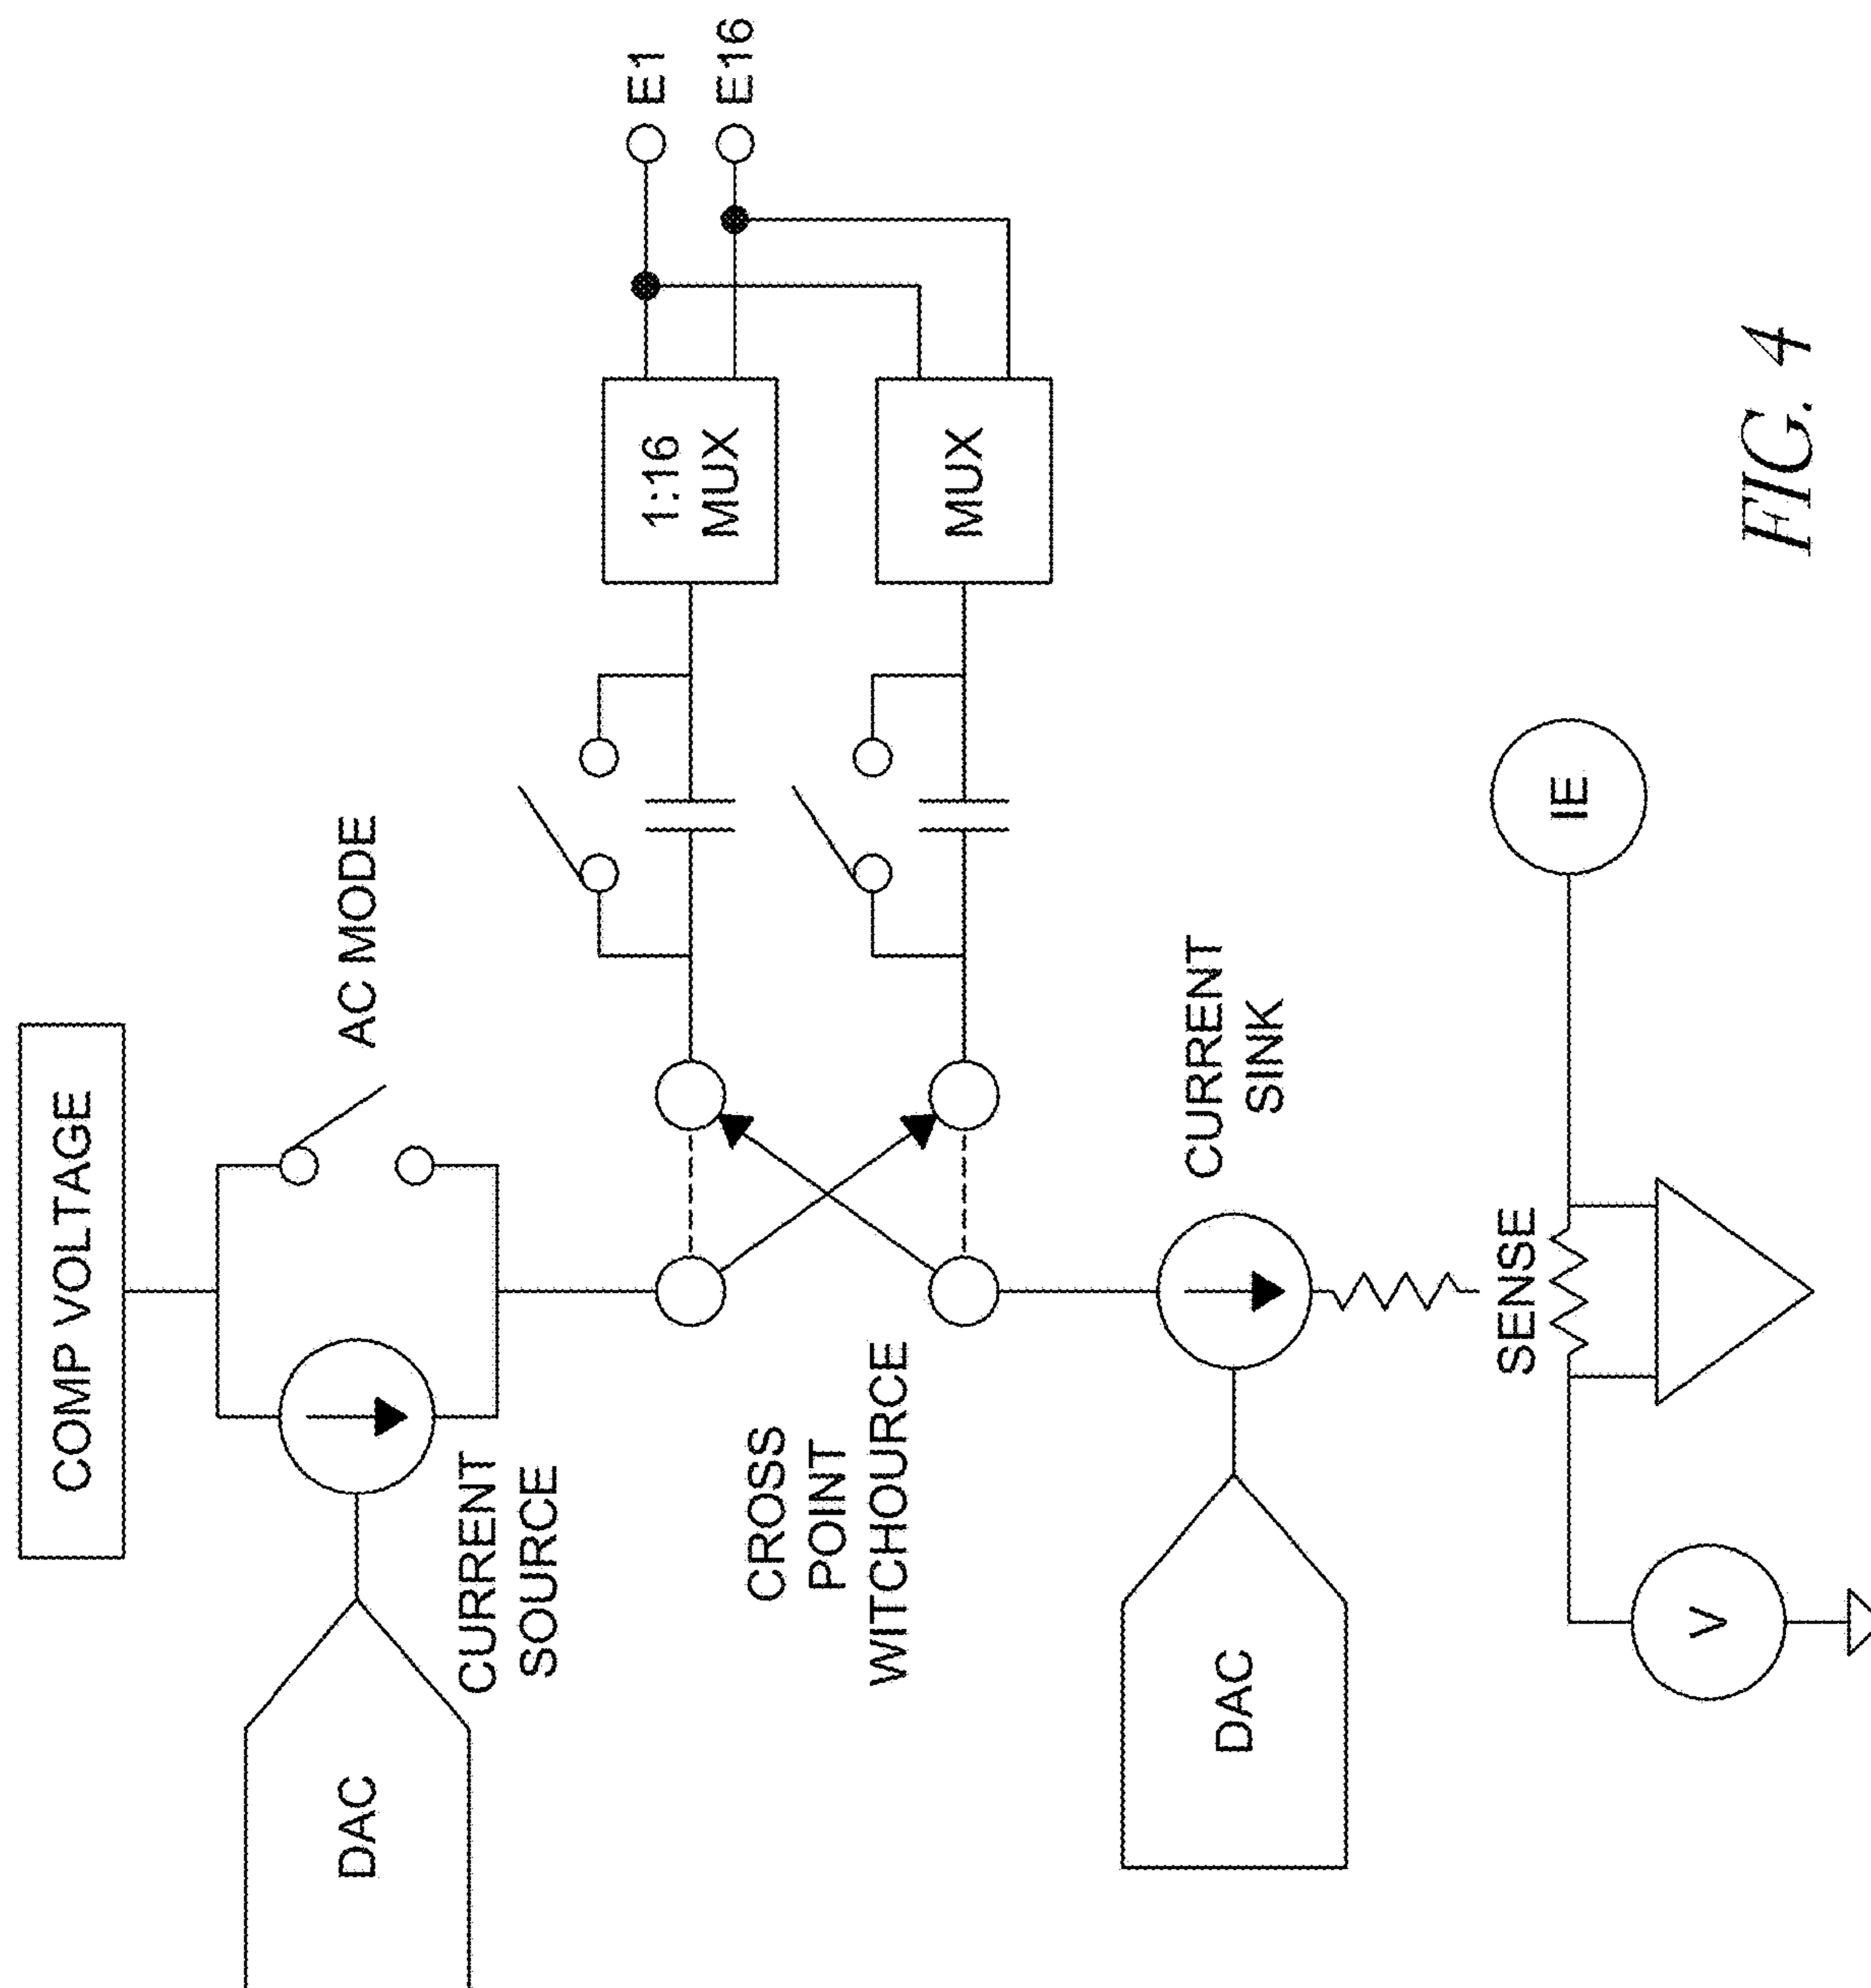 COMP VOLTAGE
AC MODE
DAC
CURRENT
SOURCE
E1
E16
1:16
MUX
MUX
CROSS
POINT
WITCHOURCE
CURRENT
SINK
DAC
SENSE
IE
V
FIG. 4